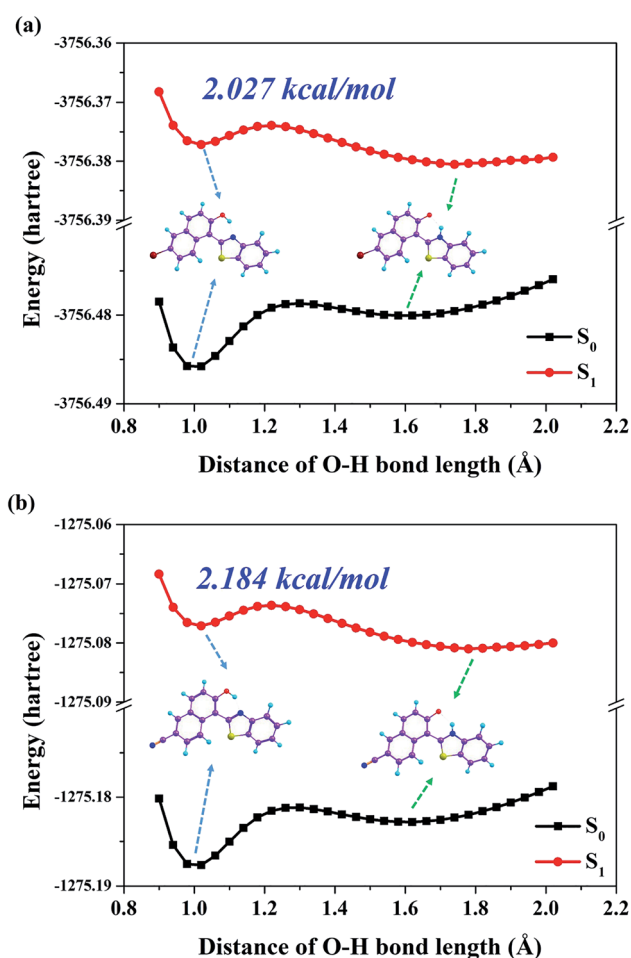 (a)
-3756.36
-3756.37
-3756.38
-3756.39
-3756.48
-3756.49
Energy (hartree)
2.027 kcal/mol
S₀
S₁
0.8 1.0 1.2 1.4 1.6 1.8 2.0 2.2
Distance of O-H bond length (Å)
(b)
-1275.06
-1275.07
-1275.08
-1275.09
-1275.18
-1275.19
Energy (hartree)
2.184 kcal/mol
S₀
S₁
0.8 1.0 1.2 1.4 1.6 1.8 2.0 2.2
Distance of O-H bond length (Å)